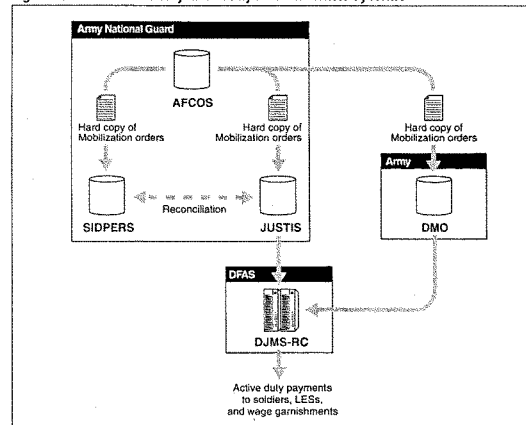 Army National Guard
AFCOS
Hard copy of
Mobilization orders
Hard copy of
Mobilization orders
Hard copy of
Mobilization orders
Army
SIDPERS
Reconciliation
JUSTIS
DMO
DFAS
DJMS-RC
Active duty payments
to soldiers, LESs,
and wage garnishments